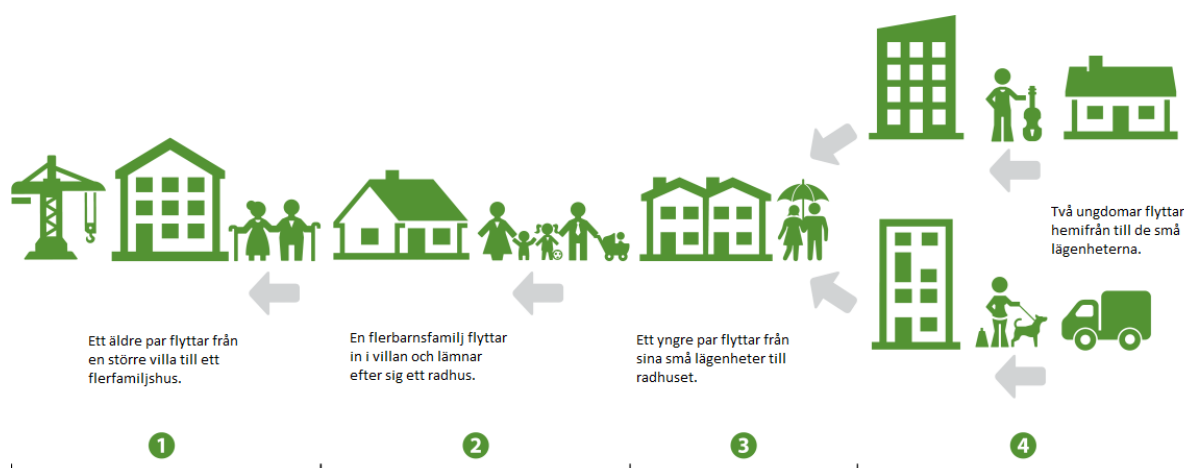 Ett äldre par flyttar från
en större villa till ett
flerfamiljshus.
En flerbarnsfamilj flyttar
in i villan och lämnar
efter sig ett radhus.
Ett yngre par flyttar från
sina små lägenheter till
radhuset.
Två ungdomar flyttar
hemifrån till de små
lägenheterna.
1
2
3
4